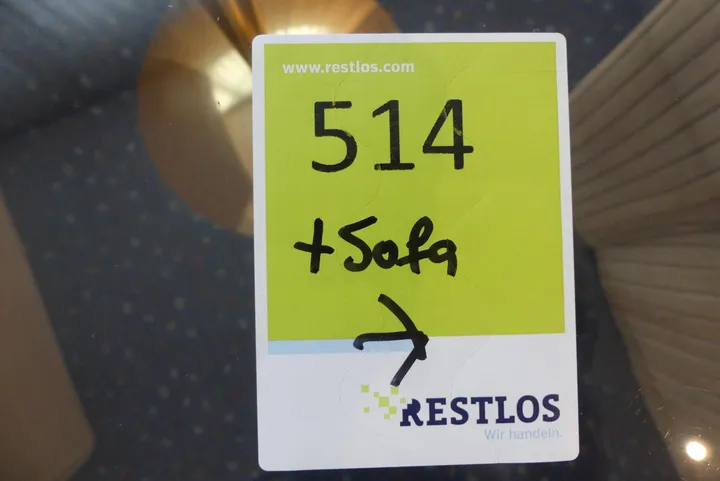 www.restlos.com
514
+ Sofa
→
RESTLOS
Wir handeln.